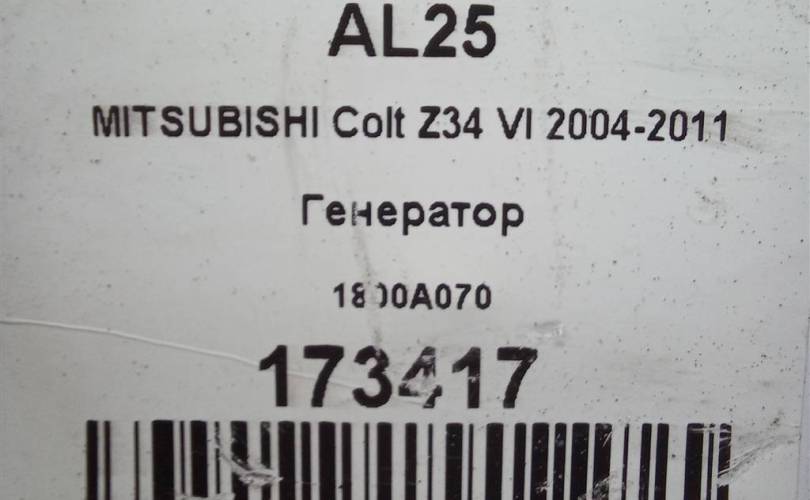 AL25
MITSUBISHI Colt Z34 VI 2004-2011
Генератор
1800A070
173417